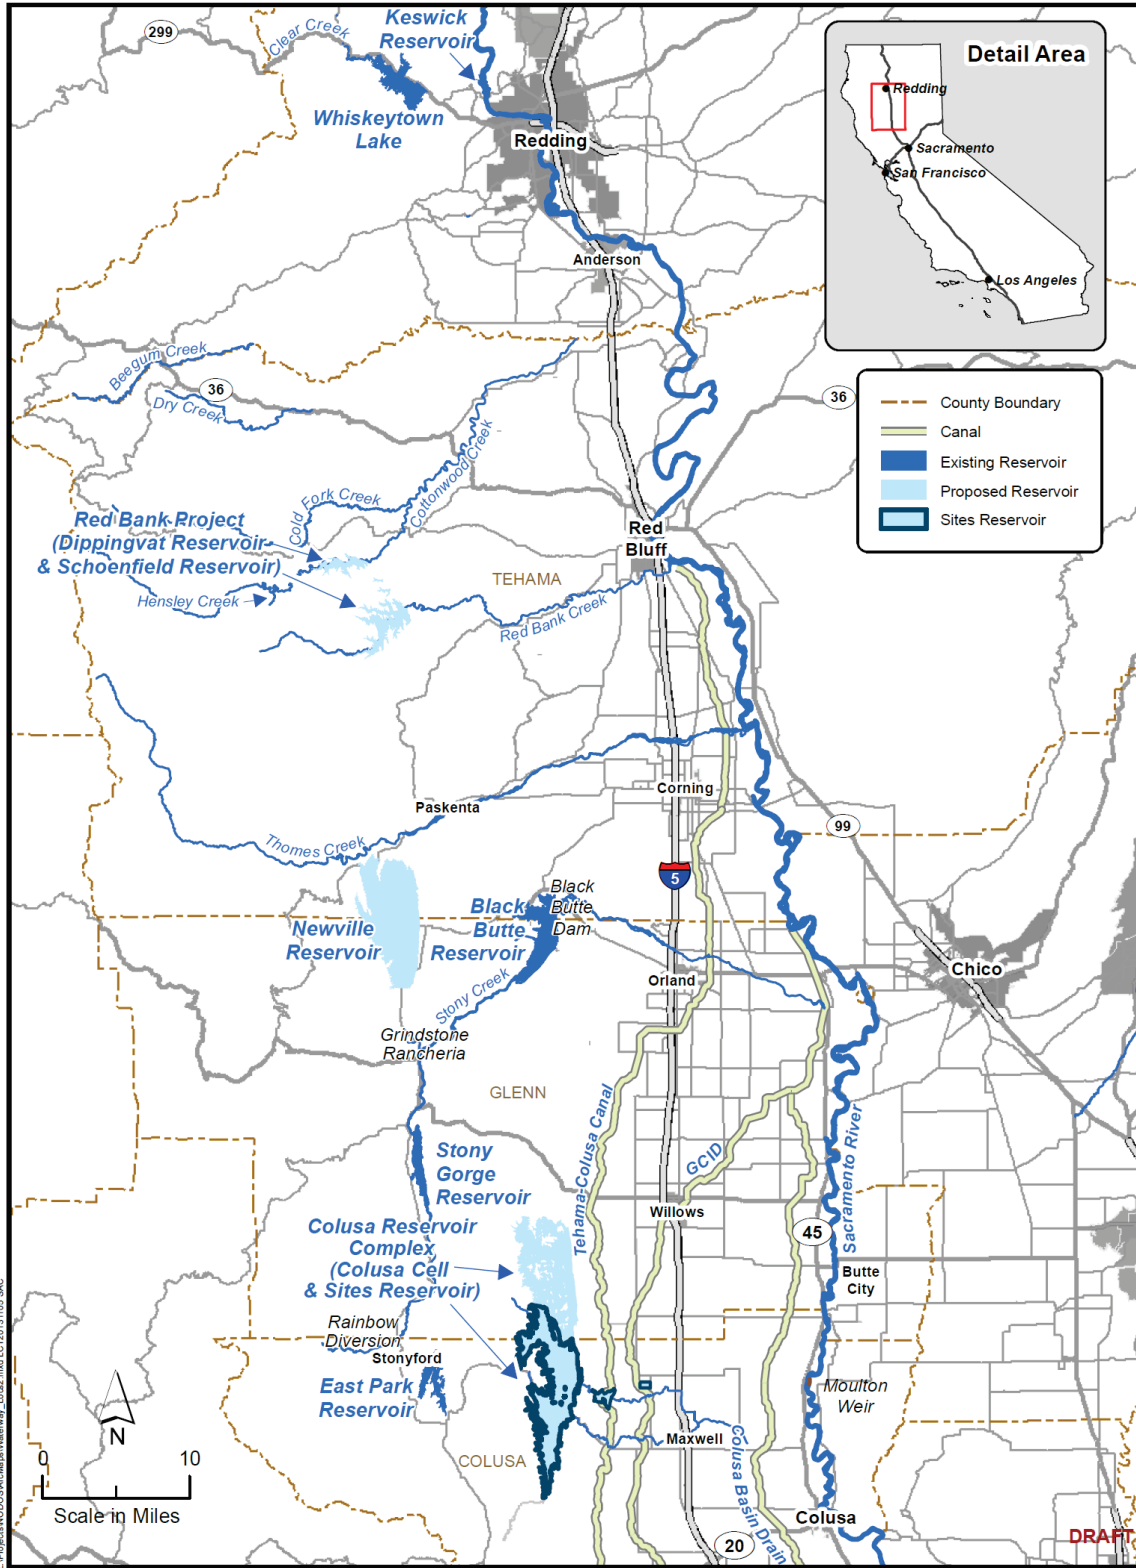 299
Clear Creek
Keswick
Reservoir
Whiskeytown
Lake
Redding
Anderson
Detail Area
Redding
Sacramento
San Francisco
Los Angeles
County Boundary
Canal
Existing Reservoir
Proposed Reservoir
Sites Reservoir
Beegum Creek
36
Dry Creek
36
Cottonwood Creek
Cold Fork Creek
Red Bank Project
(Dippingvat Reservoir
& Schoenfield Reservoir)
Hensley Creek
Red
Bluff
TEHAMA
Red Bank Creek
Corning
Paskenta
99
Thomes Creek
5
Black
Butte
Dam
Newville
Reservoir
Black
Butte
Reservoir
Chico
Orland
Stony Creek
Grindstone
Rancheria
GLENN
Tehama-Colusa Canal
GCID
Sacramento River
Stony
Gorge
Reservoir
Willows
Colusa Reservoir
Complex
(Colusa Cell
& Sites Reservoir)
45
Butte
City
Rainbow
Diversion
Stonyford
East Park
Reservoir
Moulton
Weir
Maxwell
COLUSA
Colusa Basin Drain
Colusa
20
N
0 10
Scale in Miles
DRAFT